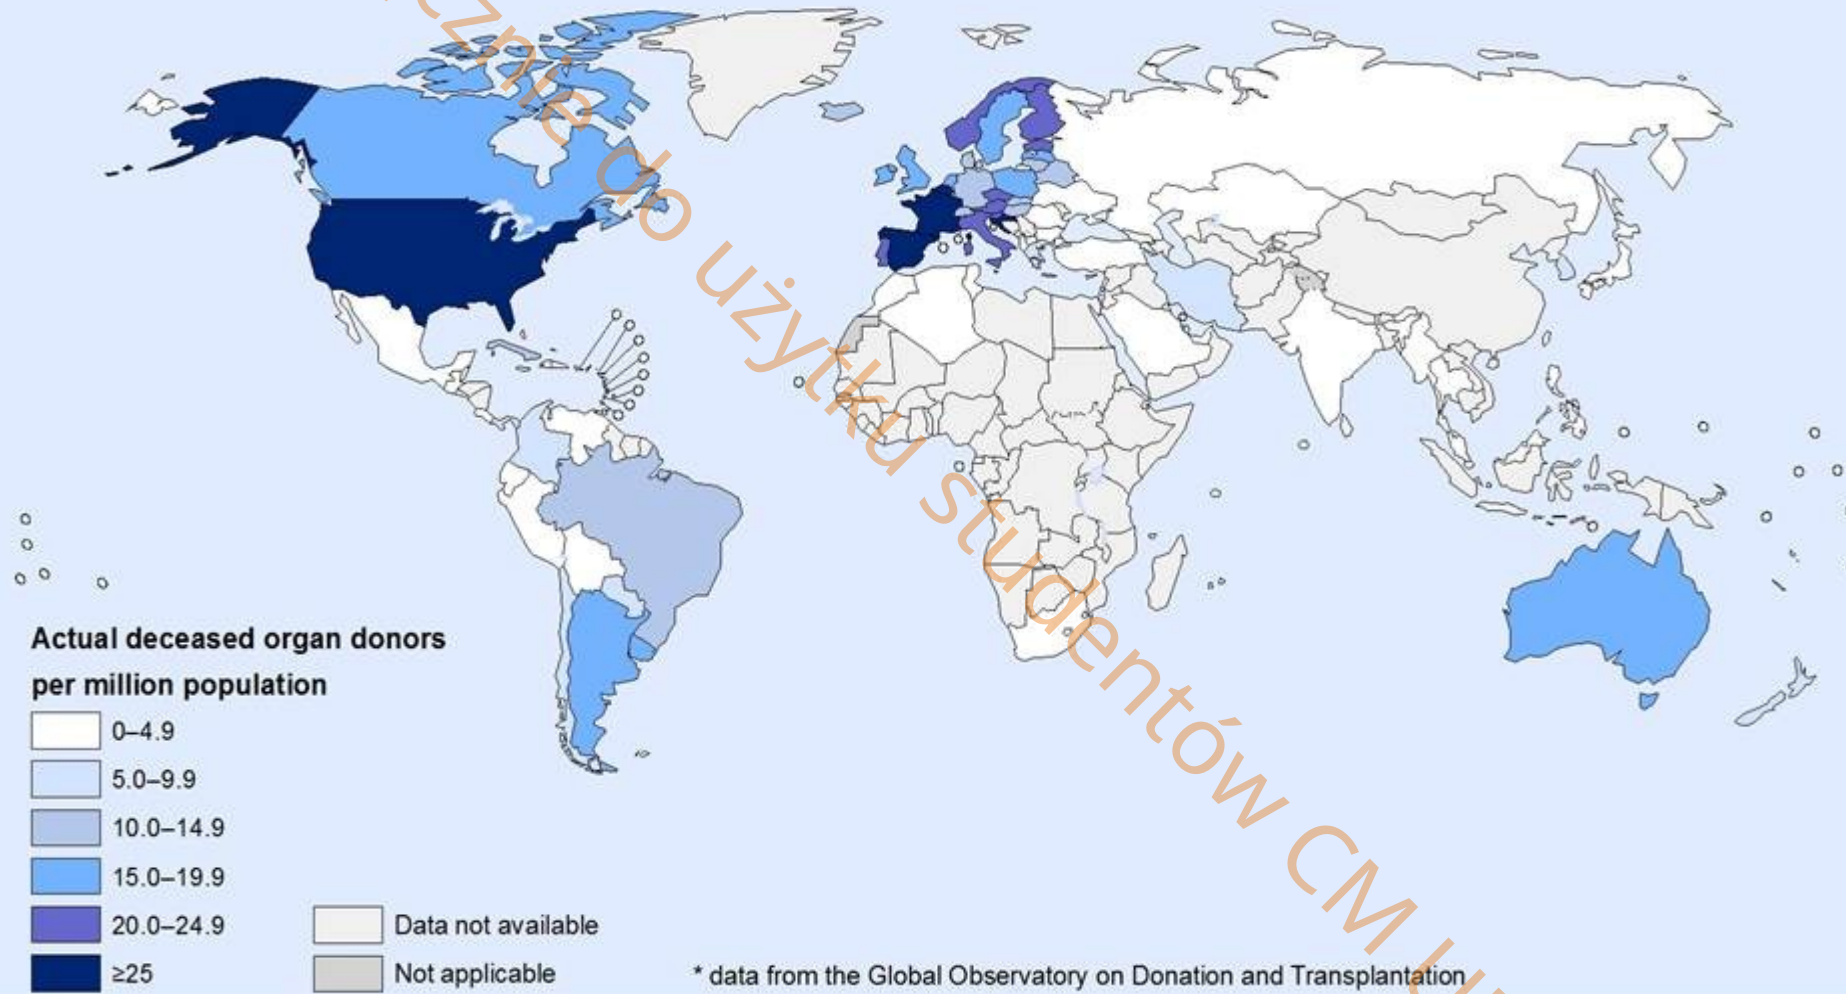 czne do użytku studentów CM U
Actual deceased organ donors
per million population
0–4.9
5.0–9.9
10.0–14.9
15.0–19.9
20.0–24.9
≥25
Data not available
Not applicable
* data from the Global Observatory on Donation and Transplantation